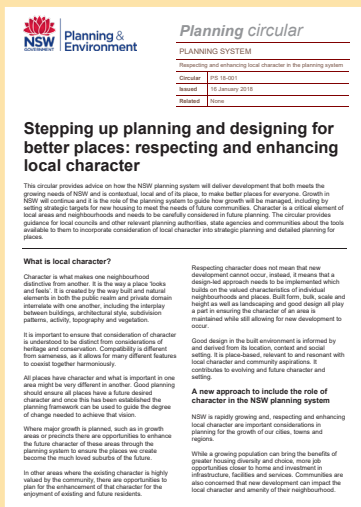 NSW
GOVERNMENT
Planning &
Environment
Planning circular
PLANNING SYSTEM
Respecting and enhancing local character in the planning system
Circular PS 18-001
Issued 16 January 2018
Related None
Stepping up planning and designing for
better places: respecting and enhancing
local character
This circular provides advice on how the NSW planning system will deliver development that both meets the
growing needs of NSW and is contextual, local and of its place, to make better places for everyone. Growth in
NSW will continue and it is the role of the planning system to guide how growth will be managed, including by
setting strategic targets for new housing to meet the needs of future communities. Character is a critical element of
local areas and neighbourhoods and needs to be carefully considered in future planning. The circular provides
guidance for local councils and other relevant planning authorities, state agencies and communities about the tools
available to them to incorporate consideration of local character into strategic planning and detailed planning for
places.
What is local character?
Character is what makes one neighbourhood
distinctive from another. It is the way a place 'looks
and feels'. It is created by the way built and natural
elements in both the public realm and private domain
interrelate with one another, including the interplay
between buildings, architectural style, subdivision
patterns, activity, topography and vegetation.
It is important to ensure that consideration of character
is understood to be distinct from considerations of
heritage and conservation. Compatibility is different
from sameness, as it allows for many different features
to coexist together harmoniously.
All places have character and what is important in one
area might be very different in another. Good planning
should ensure all places have a future desired
character and once this has been established the
planning framework can be used to guide the degree
of change needed to achieve that vision.
Where major growth is planned, such as in growth
areas or precincts there are opportunities to enhance
the future character of these areas through the
planning system to ensure the places we create
become the much loved suburbs of the future.
In other areas where the existing character is highly
valued by the community, there are opportunities to
plan for the enhancement of that character for the
enjoyment of existing and future residents.
Respecting character does not mean that new
development cannot occur, instead, it means that a
design-led approach needs to be implemented which
builds on the valued characteristics of individual
neighbourhoods and places. Built form, bulk, scale and
height as well as landscaping and good design all play
a part in ensuring the character of an area is
maintained while still allowing for new development to
occur.
Good design in the built environment is informed by
and derived from its location, context and social
setting. It is place-based, relevant to and resonant with
local character and community aspirations. It
contributes to evolving and future character and
setting.
A new approach to include the role of
character in the NSW planning system
NSW is rapidly growing and, respecting and enhancing
local character are important considerations in
planning for the growth of our cities, towns and
regions.
While a growing population can bring the benefits of
greater housing diversity and choice, more job
opportunities closer to home and investment in
infrastructure, facilities and services. Communities are
also concerned that new development can impact the
local character and amenity of their neighbourhood.